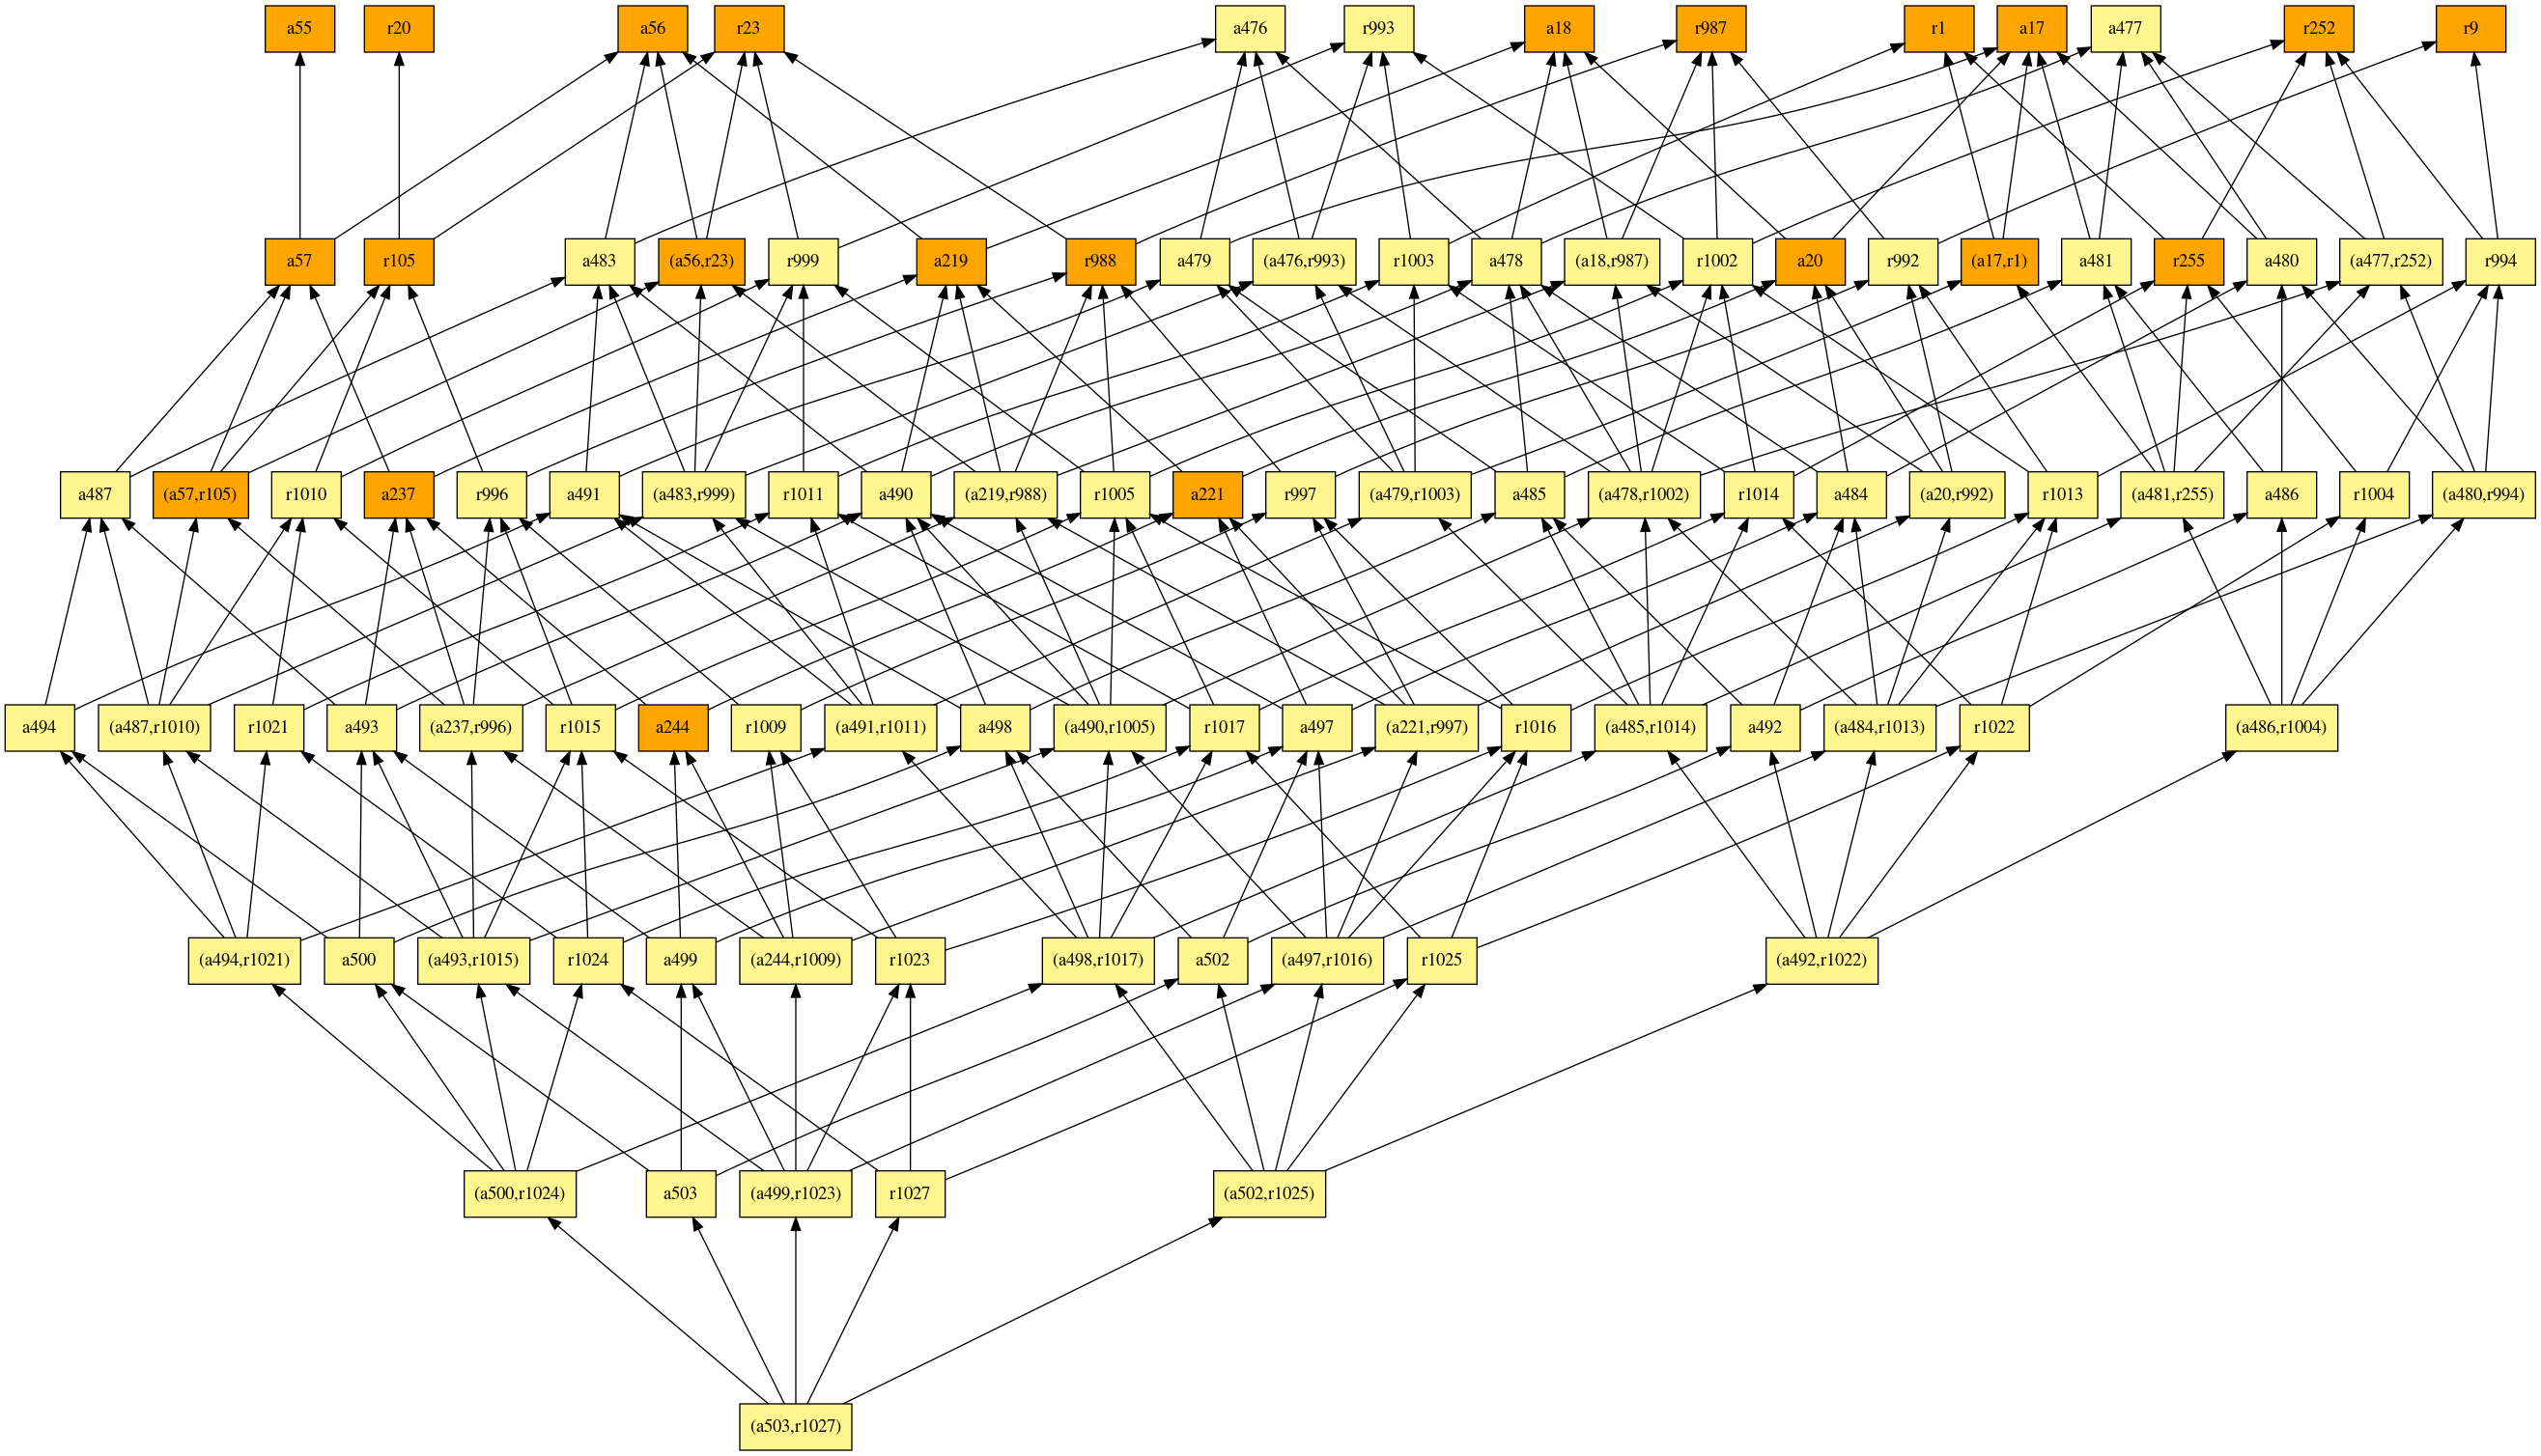 a55 r20 a56 r23 a476 r993 a18 r987 r1 a17 a477 r252 r9
a57 r105 a483 (a56,r23) r999 a219 r988 a479 (a476,r993) r1003 a478 (a18,r987) r1002 a20 r992 (a17,r1) a481 r255 a480 (a477,r252) r994
a487 (a57,r105) r1010 a237 r996 a491 (a483,r999) r1011 a490 (a219,r988) r1005 a221 r997 (a479,r1003) a485 (a478,r1002) r1014 a484 (a20,r992) r1013 (a481,r255) a486 r1004 (a480,r994)
a494 (a487,r1010) r1021 a493 (a237,r996) r1015 a244 r1009 (a491,r1011) a498 (a490,r1005) r1017 a497 (a221,r997) r1016 (a485,r1014) a492 (a484,r1013) r1022 (a486,r1004)
(a494,r1021) a500 (a493,r1015) r1024 a499 (a244,r1009) r1023 (a498,r1017) a502 (a497,r1016) r1025 (a492,r1022)
(a500,r1024) a503 (a499,r1023) r1027 (a502,r1025)
(a503,r1027)